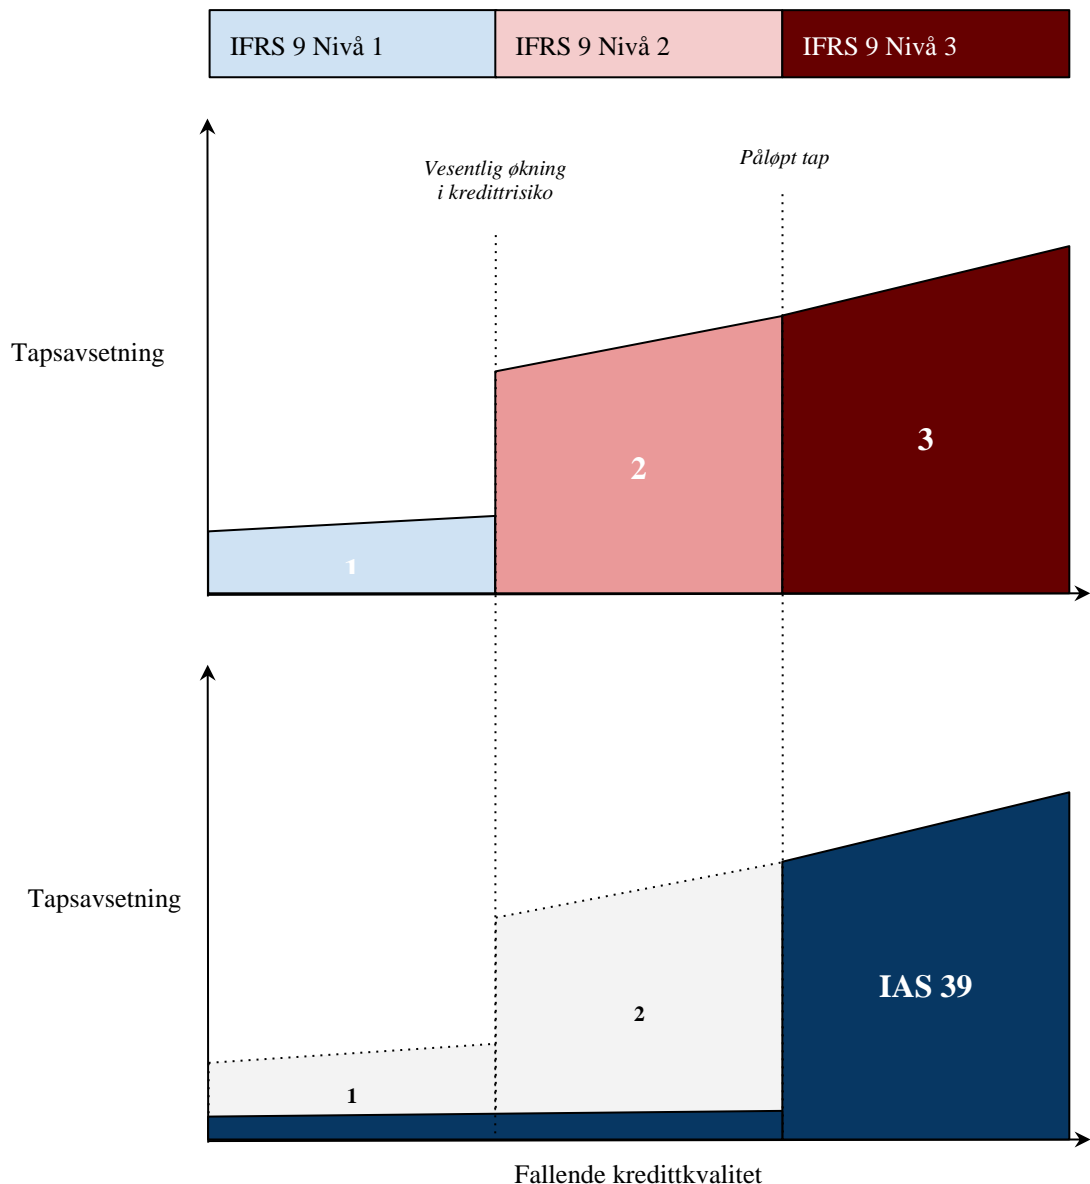 IFRS 9 Nivå 1
IFRS 9 Nivå 2
IFRS 9 Nivå 3
Vesentlig økning
i kredittrisiko
Påløpt tap
Tapsavsetning
1
2
3
Tapsavsetning
1
2
IAS 39
Fallende kredittkvalitet